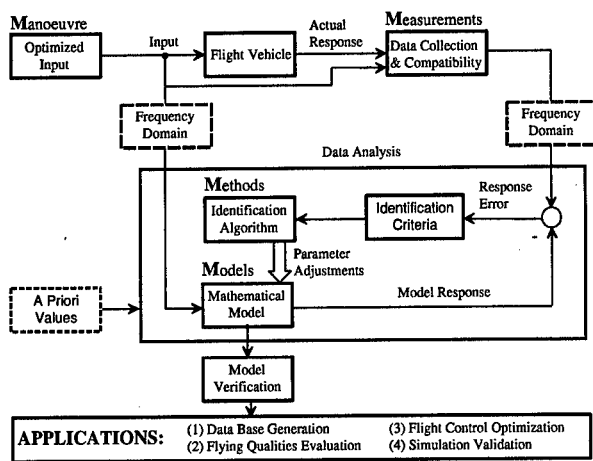 Manoeuvre
Optimized
Input
Input
Flight Vehicle
Actual
Response
Measurements
Data Collection
& Compatibility
Frequency
Domain
Frequency
Domain
Data Analysis
Methods
Identification
Algorithm
Identification
Criteria
Response
Error
Parameter
Adjustments
Models
Mathematical
Model
Model Response
A Priori
Values
Model
Verification
APPLICATIONS:
(1) Data Base Generation
(2) Flying Qualities Evaluation
(3) Flight Control Optimization
(4) Simulation Validation